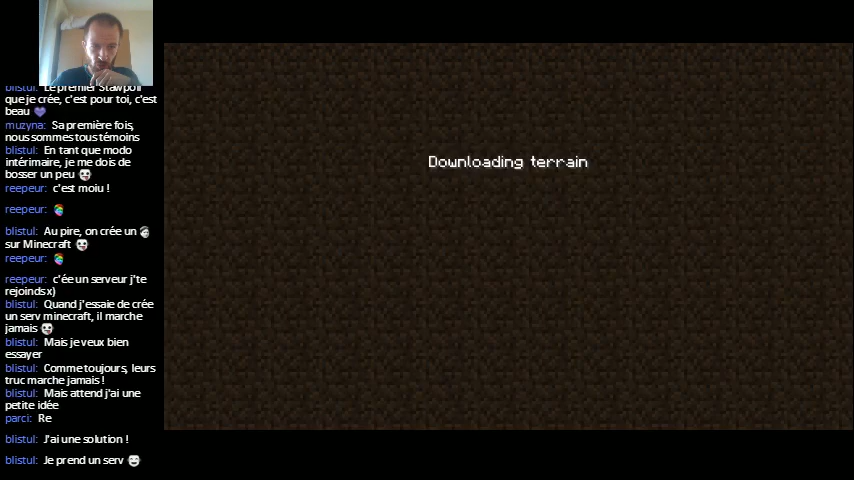 blistul: Le premier Strawpoll
que je crée, c'est pour toi, c'est
beau
muzyna: Sa première fois,
nous sommes tous témoins
blistul: En tant que modo
intérimaire, je me dois de
bosser un peu
reepeur: c'est moiu !
reepeur:
blistul: Au pire, on crée un
sur Minecraft
reepeur:
reepeur: c'ée un serveur j'te
rejoinds x)
blistul: Quand j'essaie de crée
un serv minecraft, il marche
jamais
blistul: Mais je veux bien
essayer
blistul: Comme toujours, leurs
truc marche jamais !
blistul: Mais attend j'ai une
petite idée
parci: Re
blistul: J'ai une solution !
blistul: Je prend un serv
Downloading terrain